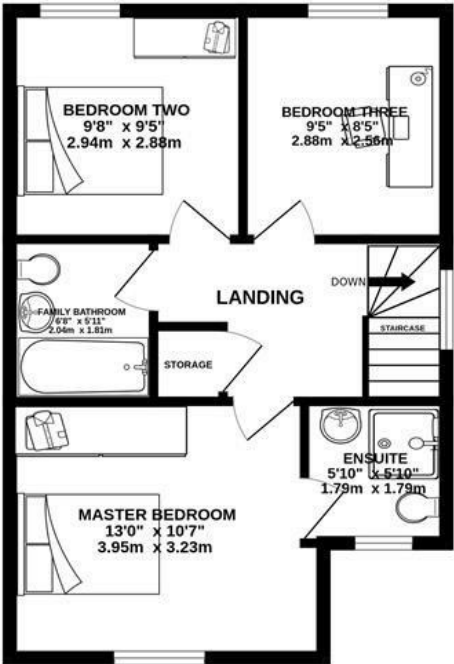 BEDROOM TWO
9'8" x 9'5"
2.94m x 2.88m
BEDROOM THREE
9'5" x 8'5"
2.88m x 2.56m
LANDING
DOWN
STAIRCASE
FAMILY BATHROOM
6'8" x 5'11"
2.04m x 1.81m
STORAGE
ENSUITE
5'10" x 5'10"
1.79m x 1.79m
MASTER BEDROOM
13'0" x 10'7"
3.95m x 3.23m